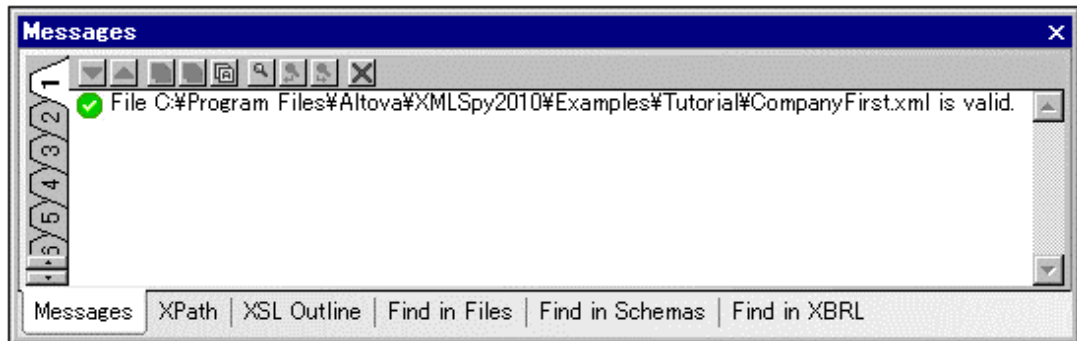 Messages
File C:¥Program Files¥Altova¥XMLSpy2010¥Examples¥Tutorial¥CompanyFirst.xml is valid.
1
2
3
4
5
6
Messages XPath XSL Outline Find in Files Find in Schemas Find in XBRL